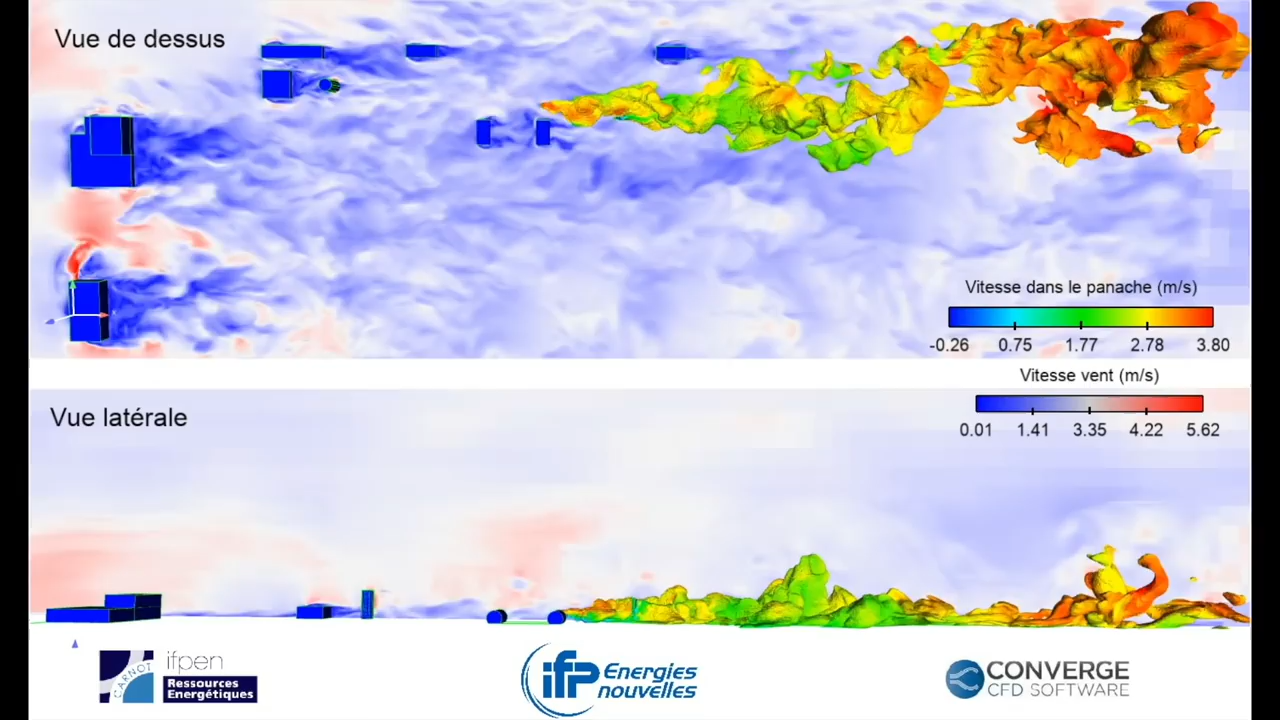 Vue de dessus
Vitesse dans le panache (m/s)
-0.26 0.75 1.77 2.78 3.80
Vitesse vent (m/s)
0.01 1.41 3.35 4.22 5.62
Vue latérale
CARNOT
ifpen
Ressources
Energétiques
ifp Energies
nouvelles
CONVERGE
CFD SOFTWARE